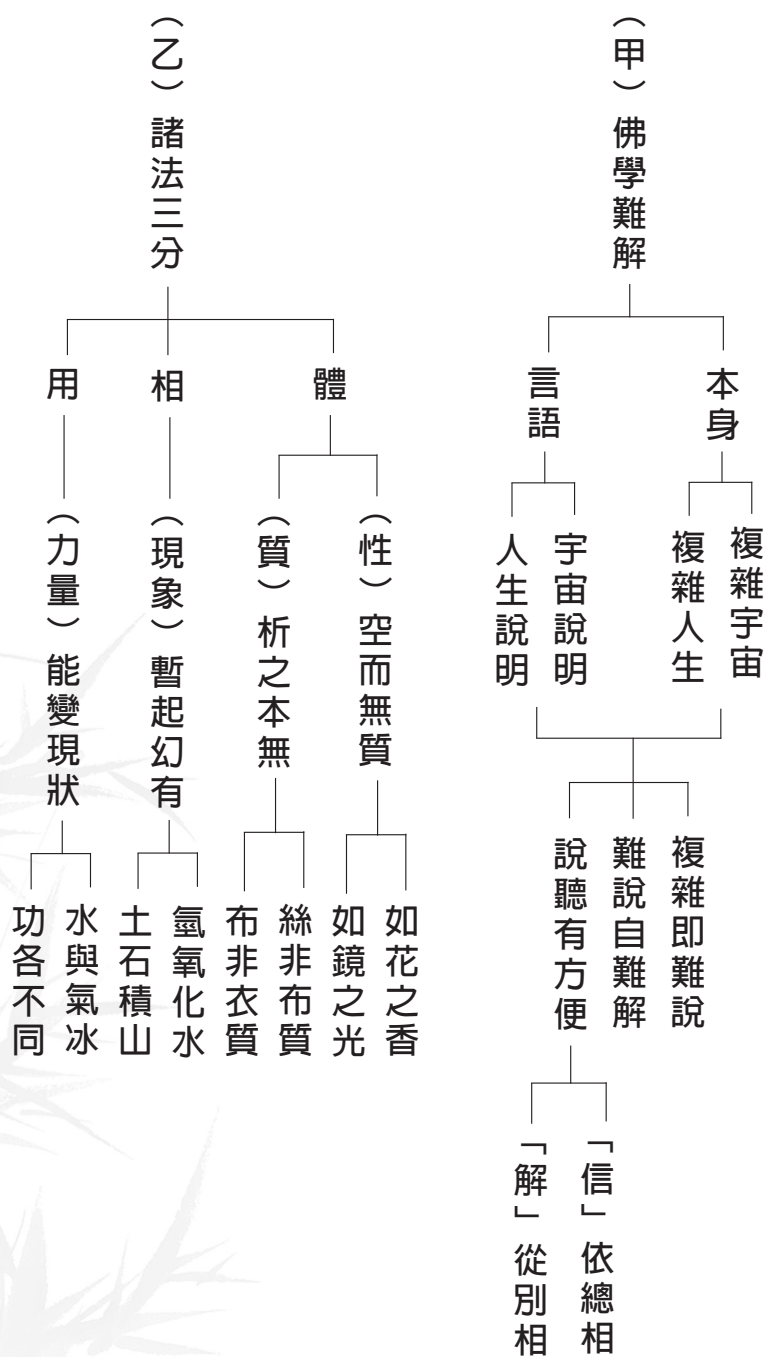 （甲）佛學難解
本身
複雜宇宙
複雜人生
言語
宇宙說明
人生說明
複雜即難說
難說自難解
說聽有方便
「信」依總相
「解」從別相
（乙）諸法三分
體
（性）空而無質
如花之香
如鏡之光
（質）析之本無
絲非布質
布非衣質
相
（現象）暫起幻有
氫氧化水
土石積山
用
（力量）能變現狀
水與氣冰
功各不同